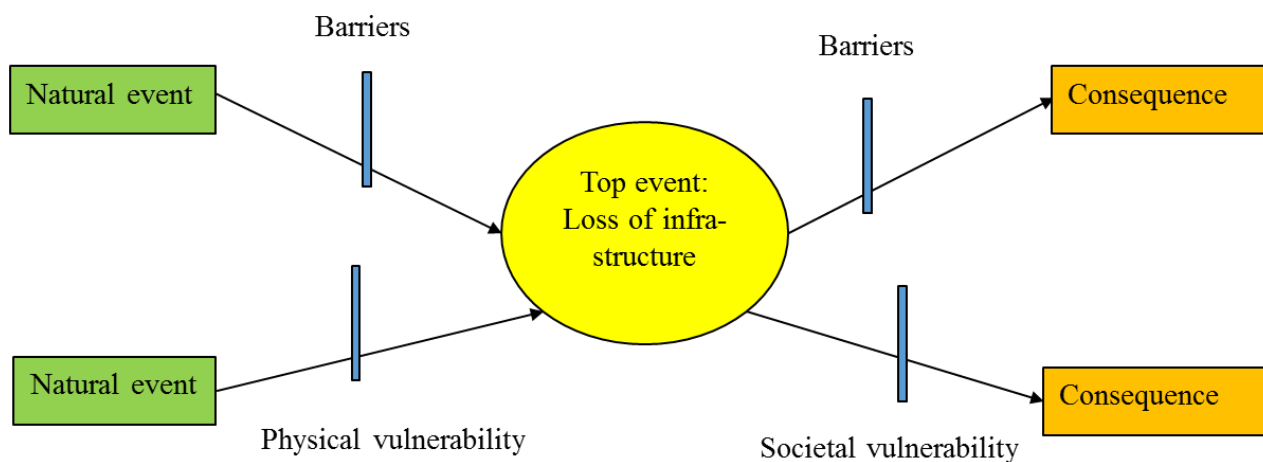 Barriers
Barriers
Natural event
Consequence
Top event:
Loss of infra-
structure
Natural event
Consequence
Physical vulnerability
Societal vulnerability